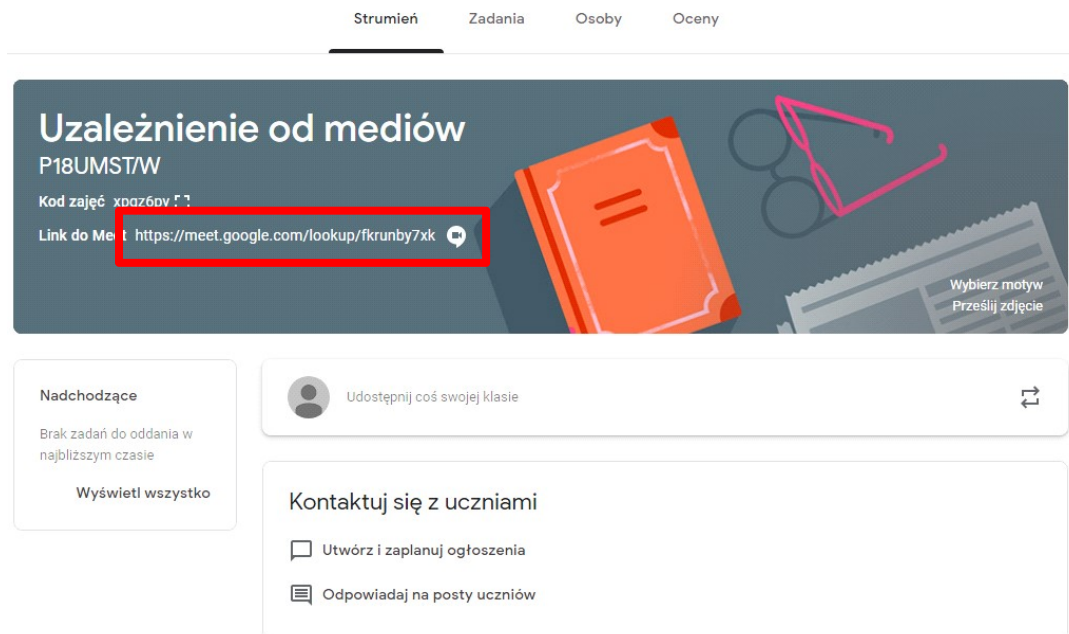 Strumień Zadania Osoby Oceny
Uzależnienie od mediów
P18UMST/W
Kod zajęć
Link do Meet https://meet.google.com/lookup/fkrunby7xk
Wybierz motyw
Prześlij zdjęcie
Nadchodzące
Brak zadań do oddania w
najbliższym czasie
Wyświetl wszystko
Udostępnij coś swojej klasie
Kontaktuj się z uczniami
Utwórz i zaplanuj ogłoszenia
Odpowiadaj na posty uczniów